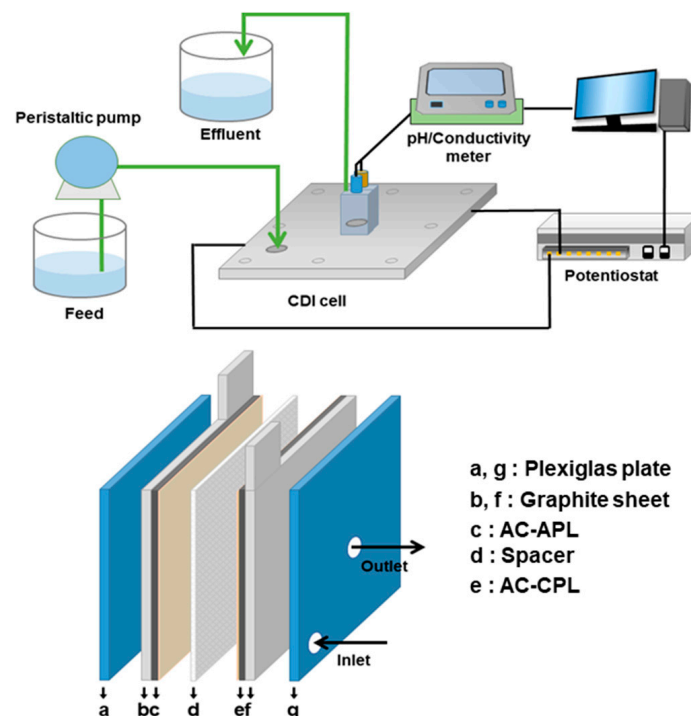 Peristaltic pump
Effluent
pH/Conductivity
meter
Feed
CDI cell
Potentiostat
a, g : Plexiglas plate
b, f : Graphite sheet
c : AC-APL
d : Spacer
e : AC-CPL
Outlet
Inlet
a bc d ef g